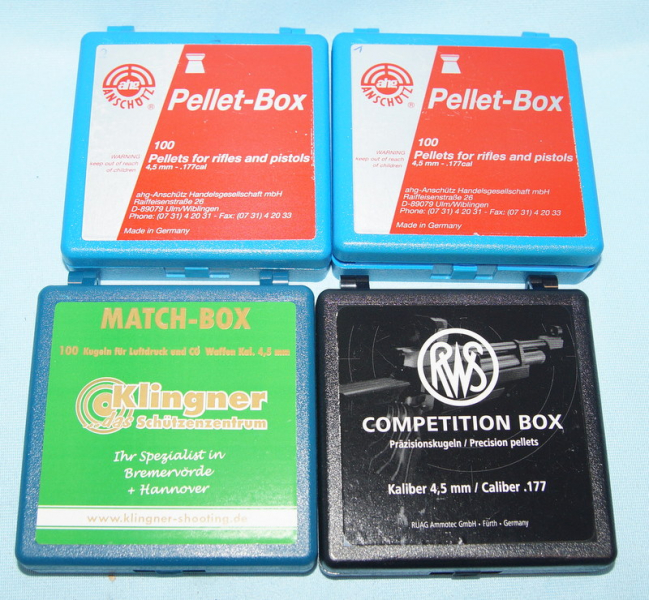 ahg
ANSCHÜTZ
®
Pellet-Box
100
Pellets for rifles and pistols
4,5 mm - .177cal
WARNING
keep out of reach
of children
ahg-Anschütz Handelsgesellschaft mbH
Raiffeisenstraße 26
D-89079 Ulm/Wiblingen
Phone: (07 31) 4 20 31 - Fax: (07 31) 4 20 33
Made in Germany
1
ahg
ANSCHÜTZ
®
Pellet-Box
100
Pellets for rifles and pistols
4,5 mm - .177cal
WARNING
keep out of reach
of children
ahg-Anschütz Handelsgesellschaft mbH
Raiffeisenstraße 26
D-89079 Ulm/Wiblingen
Phone: (07 31) 4 20 31 - Fax: (07 31) 4 20 33
Made in Germany
MATCH-BOX
100 Kugeln für Luftdruck und CO² Waffen Kal. 4,5 mm
Klingner
das Schützenzentrum
Ihr Spezialist in
Bremervörde
+ Hannover
www.klingner-shooting.de
RWS
COMPETITION BOX
Präzisionskugeln / Precision pellets
Kaliber 4,5 mm / Caliber .177
RUAG Ammotec GmbH · Fürth · Germany